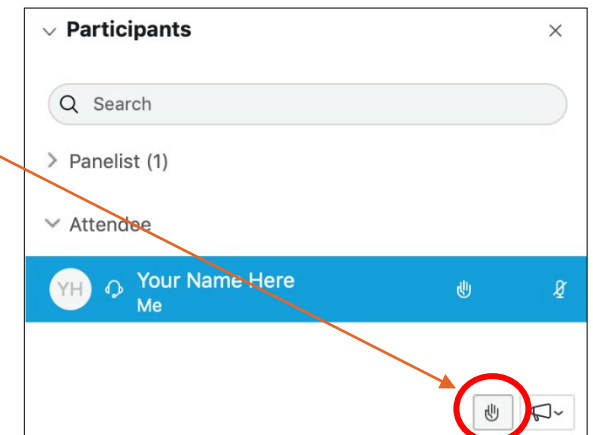 Participants
Search
Panelist (1)
Attendee
YH
Your Name Here
Me